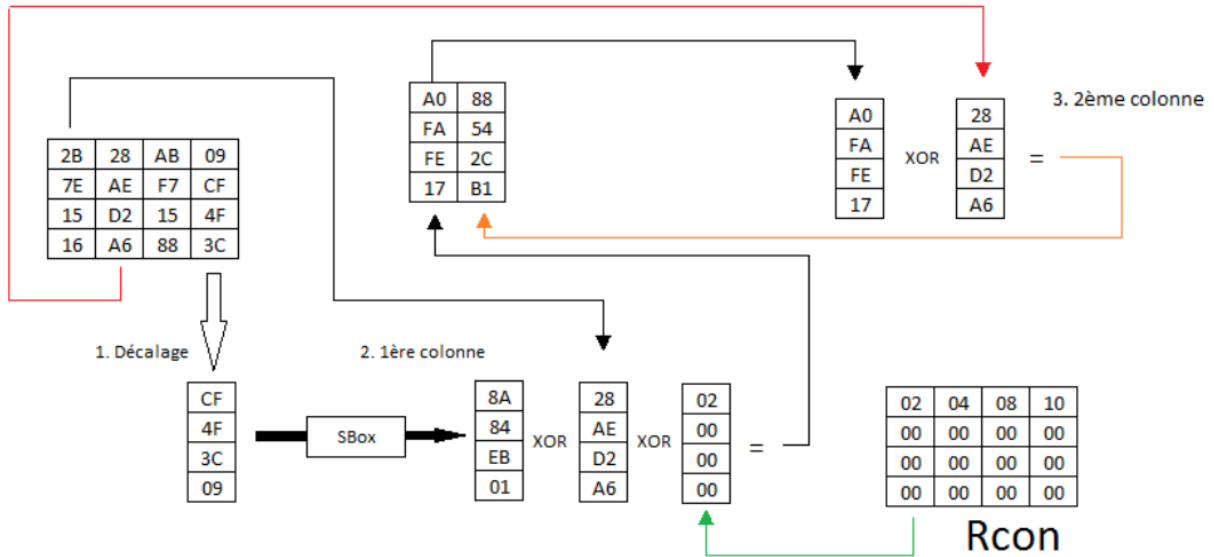 A0 88
FA 54
FE 2C
17 B1
A0
FA
FE
17
XOR
28
AE
D2
A6
=
3. 2ème colonne
2B 28 AB 09
7E AE F7 CF
15 D2 15 4F
16 A6 88 3C
1. Décalage
2. 1ère colonne
CF
4F
3C
09
SBox
8A
84
EB
01
XOR
28
AE
D2
A6
XOR
02
00
00
00
=
02 04 08 10
00 00 00 00
00 00 00 00
00 00 00 00
Rcon